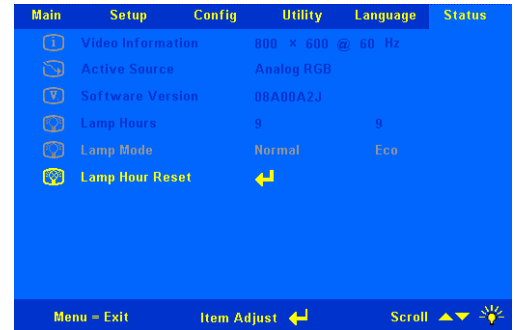 Main Setup Config Utility Language Status
Video Information 800 × 600 @ 60 Hz
Active Source Analog RGB
Software Version 08A00A2J
Lamp Hours 9 9
Lamp Mode Normal Eco
Lamp Hour Reset
Menu = Exit Item Adjust Scroll